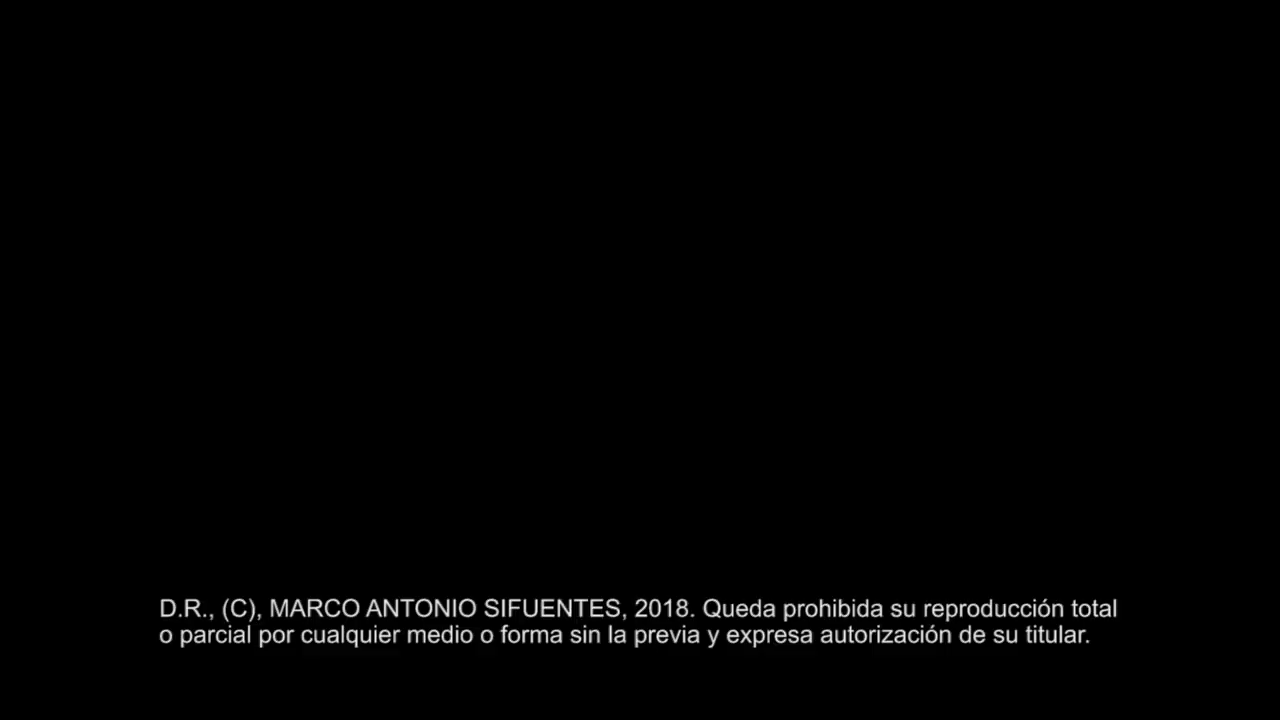 D.R., (C), MARCO ANTONIO SIFUENTES, 2018. Queda prohibida su reproducción total
o parcial por cualquier medio o forma sin la previa y expresa autorización de su titular.